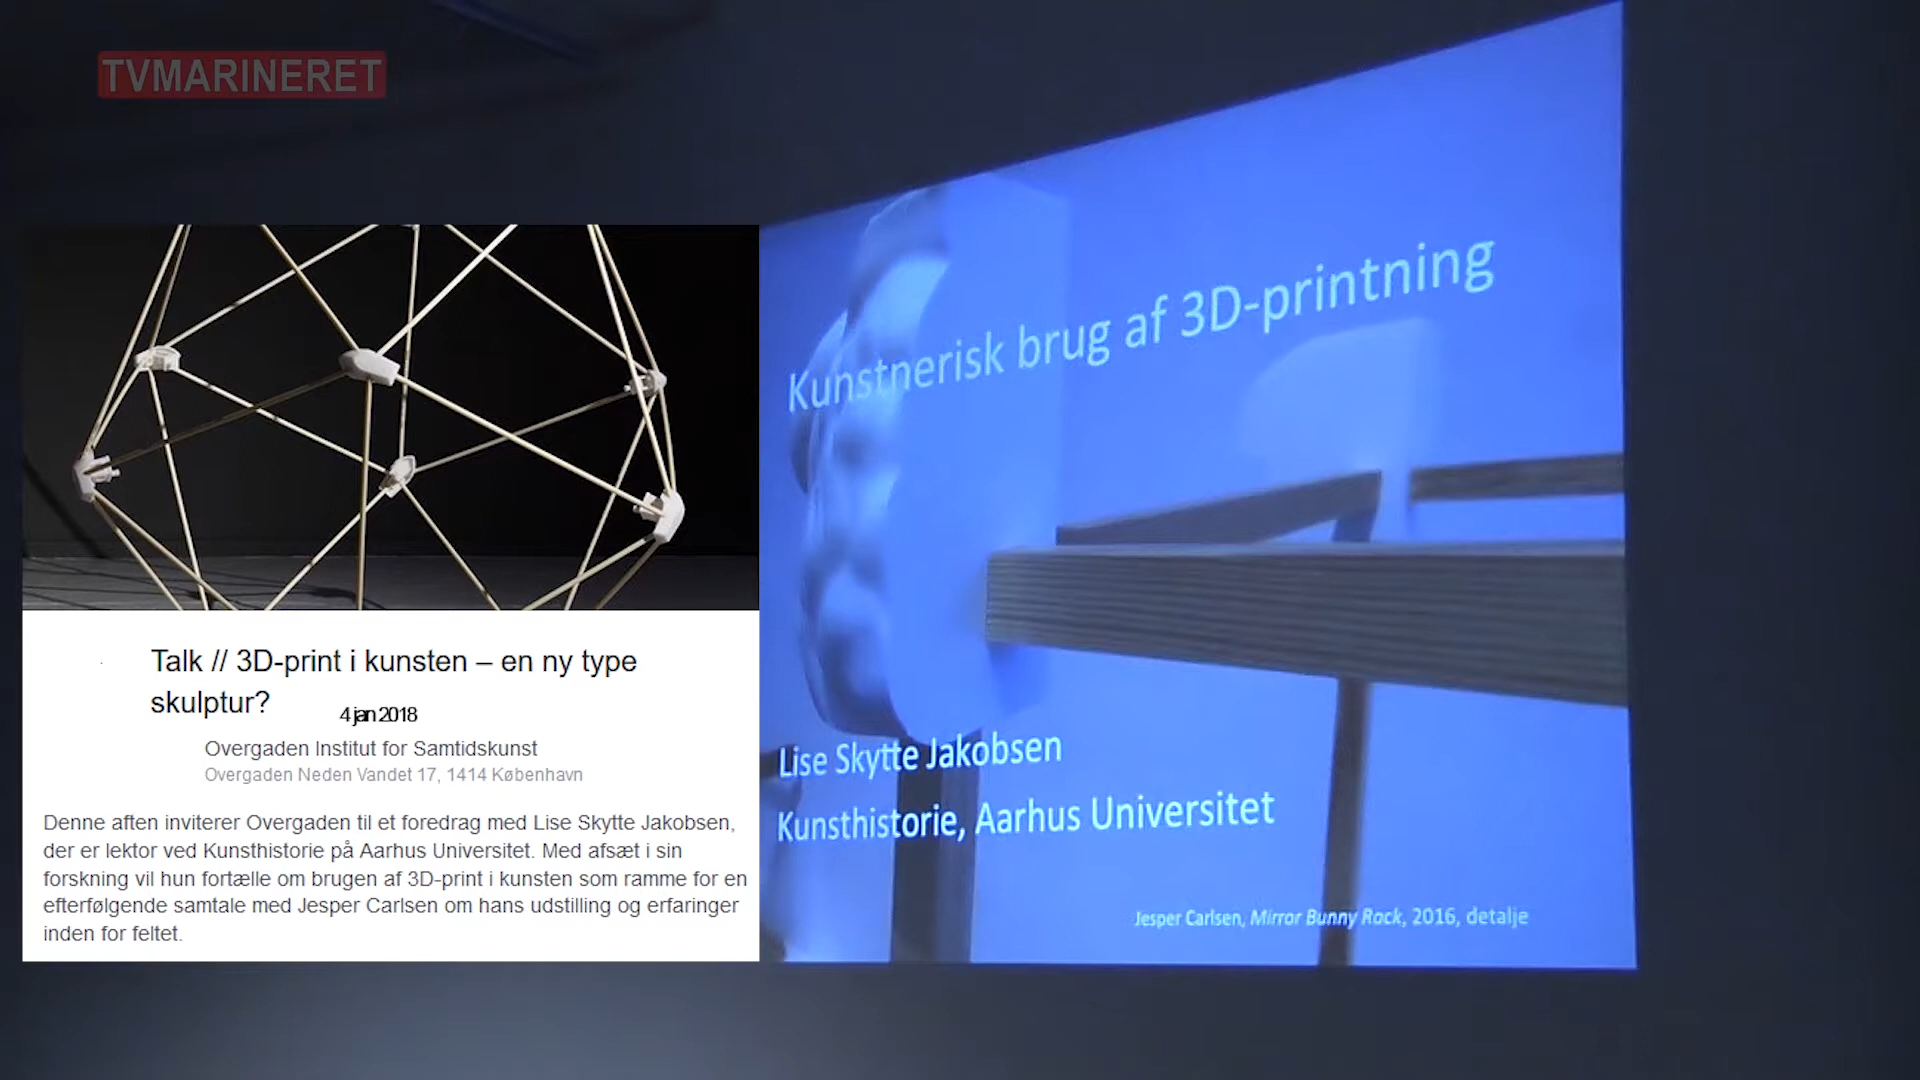 TVMARINERET
Talk // 3D-print i kunsten – en ny type
skulptur?
4 jan 2018
Overgaden Institut for Samtidskunst
Overgaden Neden Vandet 17, 1414 København
Denne aften inviterer Overgaden til et foredrag med Lise Skytte Jakobsen,
der er lektor ved Kunsthistorie på Aarhus Universitet. Med afsæt i sin
forskning vil hun fortælle om brugen af 3D-print i kunsten som ramme for en
efterfølgende samtale med Jesper Carlsen om hans udstilling og erfaringer
inden for feltet.
Kunstnerisk brug af 3D-printning
Lise Skytte Jakobsen
Kunsthistorie, Aarhus Universitet
Jesper Carlsen, Mirror Bunny Rock, 2016, detalje